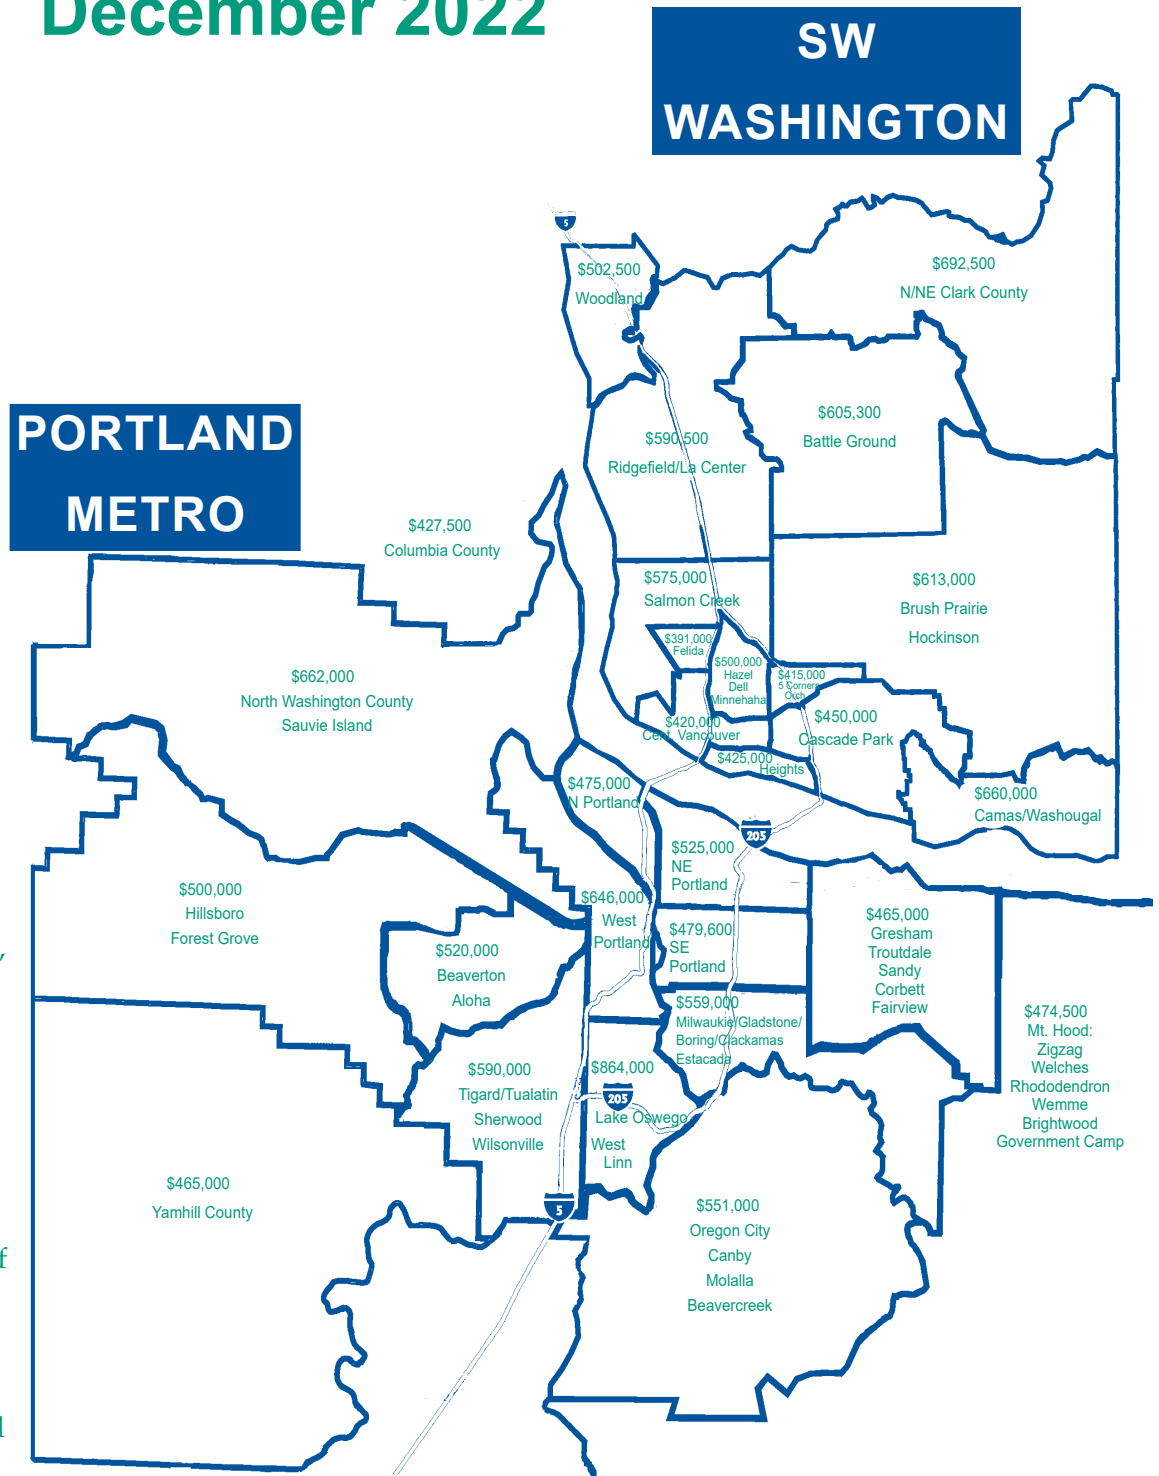 December 2022
SW
WASHINGTON
5
$502,500
Woodland
$692,500
N/NE Clark County
$605,300
Battle Ground
$590,500
Ridgefield/La Center
PORTLAND
METRO
$427,500
Columbia County
$575,000
Salmon Creek
$613,000
Brush Prairie
Hockinson
$391,000
Felida
$500,000
Hazel
Dell
Minnehaha
$415,000
5 Corners
Orch.
$662,000
North Washington County
Sauvie Island
$420,000
Cent. Vancouver
$450,000
Cascade Park
$425,000
Heights
$475,000
N Portland
$660,000
Camas/Washougal
205
$525,000
NE
Portland
$500,000
Hillsboro
Forest Grove
$646,000
West
Portland
$465,000
Gresham
Troutdale
Sandy
Corbett
Fairview
$520,000
Beaverton
Aloha
$479,600
SE
Portland
$559,000
Milwaukie/Gladstone/
Boring/Clackamas
Estacada
$474,500
Mt. Hood:
Zigzag
Welches
Rhododendron
Wemme
Brightwood
Government Camp
$590,000
Tigard/Tualatin
Sherwood
Wilsonville
$864,000
205
Lake Oswego
West
Linn
$465,000
Yamhill County
5
$551,000
Oregon City
Canby
Molalla
Beavercreek
f